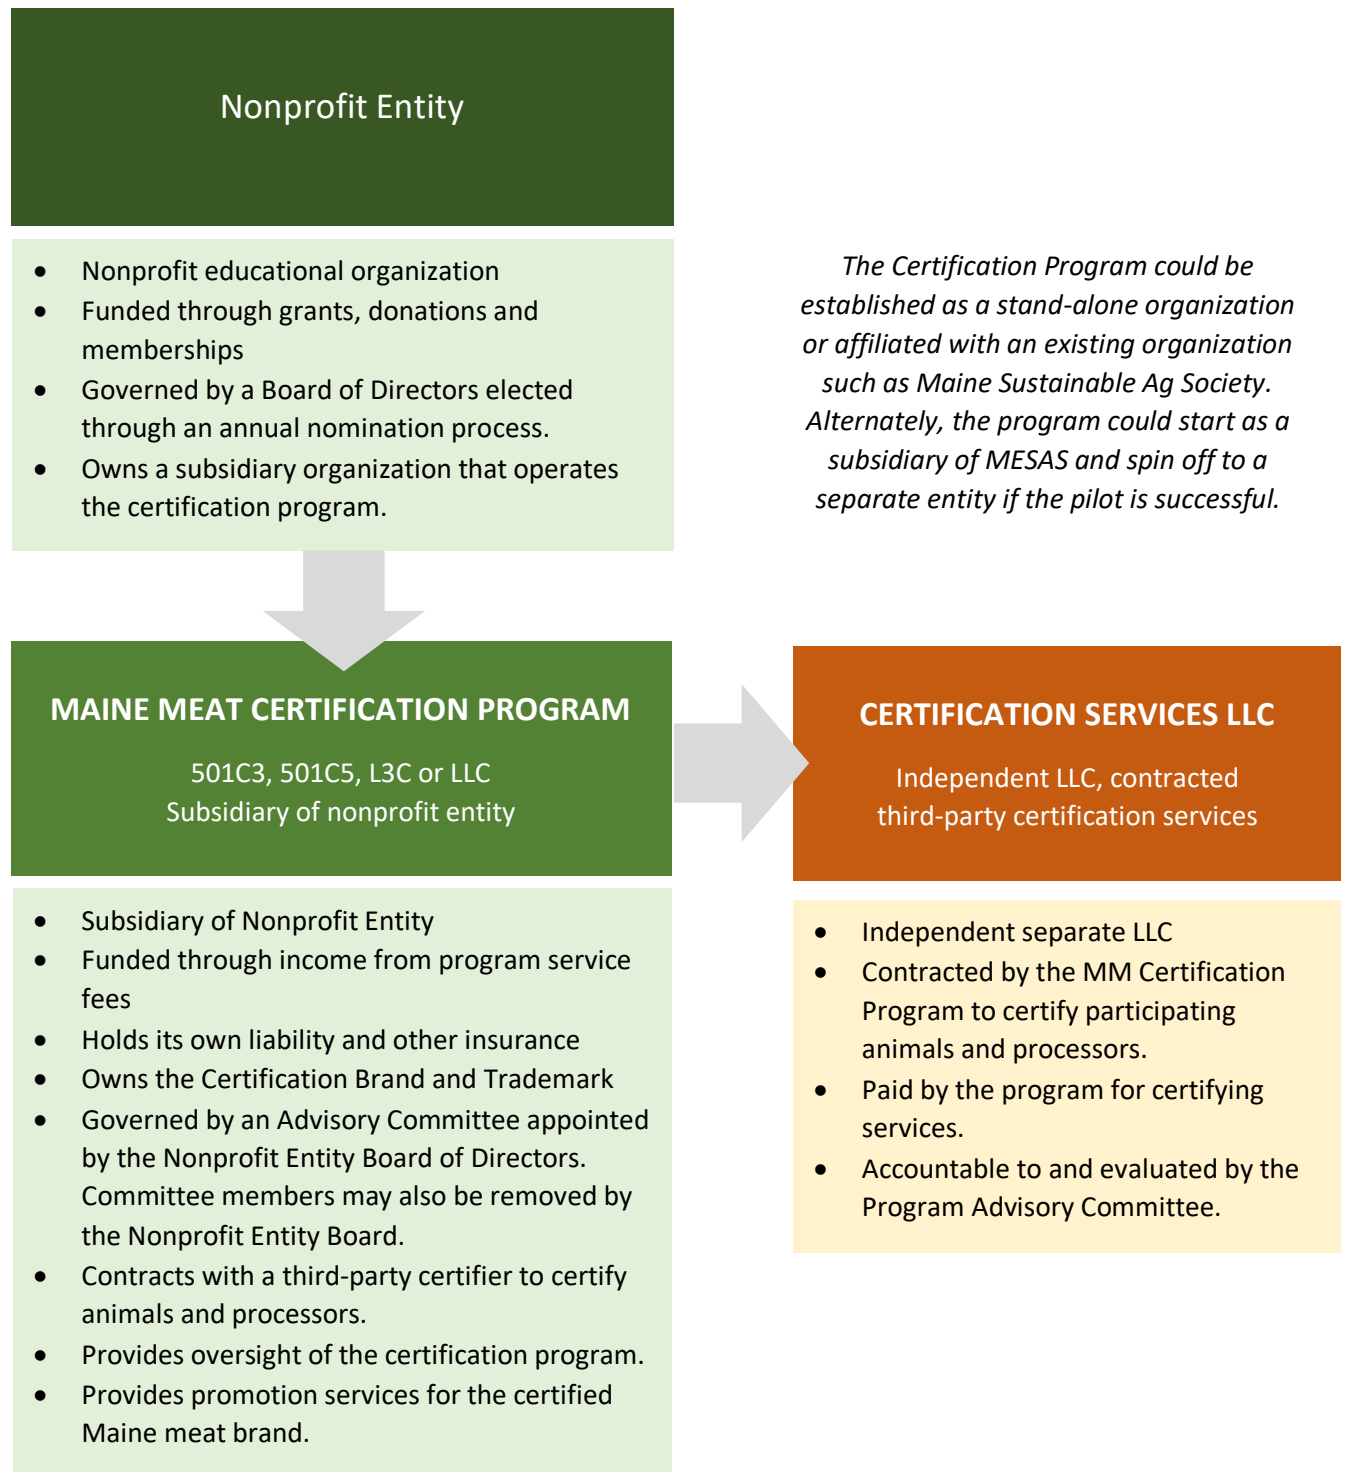 Nonprofit Entity
• Nonprofit educational organization
• Funded through grants, donations and
memberships
• Governed by a Board of Directors elected
through an annual nomination process.
• Owns a subsidiary organization that operates
the certification program.
The Certification Program could be
established as a stand-alone organization
or affiliated with an existing organization
such as Maine Sustainable Ag Society.
Alternately, the program could start as a
subsidiary of MESAS and spin off to a
separate entity if the pilot is successful.
MAINE MEAT CERTIFICATION PROGRAM
501C3, 501C5, L3C or LLC
Subsidiary of nonprofit entity
• Subsidiary of Nonprofit Entity
• Funded through income from program service
fees
• Holds its own liability and other insurance
• Owns the Certification Brand and Trademark
• Governed by an Advisory Committee appointed
by the Nonprofit Entity Board of Directors.
Committee members may also be removed by
the Nonprofit Entity Board.
• Contracts with a third-party certifier to certify
animals and processors.
• Provides oversight of the certification program.
• Provides promotion services for the certified
Maine meat brand.
CERTIFICATION SERVICES LLC
Independent LLC, contracted
third-party certification services
• Independent separate LLC
• Contracted by the MM Certification
Program to certify participating
animals and processors.
• Paid by the program for certifying
services.
• Accountable to and evaluated by the
Program Advisory Committee.